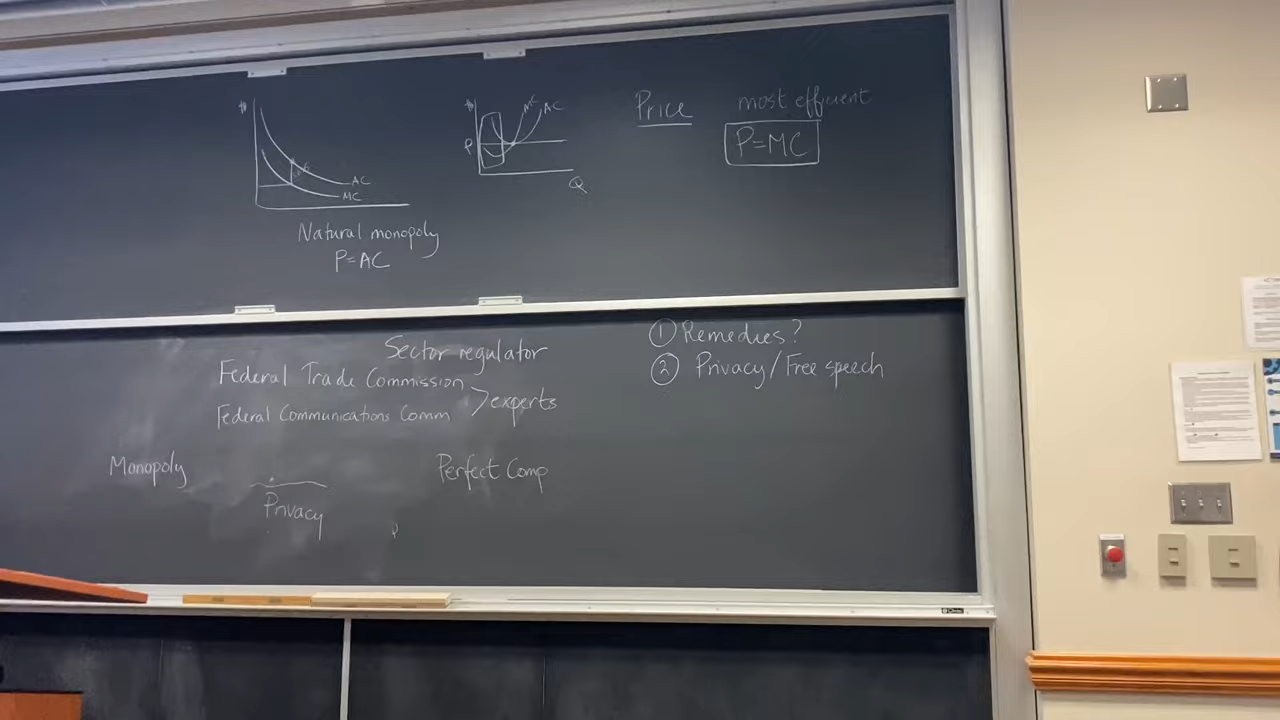 $
AC
MC
Natural monopoly
P=AC
$
MC
AC
P
Q
Price
most efficient
P=MC
Sector regulator
Federal Trade Commission
Federal Communications Comm
>experts
Monopoly
Perfect Comp
Privacy
① Remedies?
② Privacy/Free speech